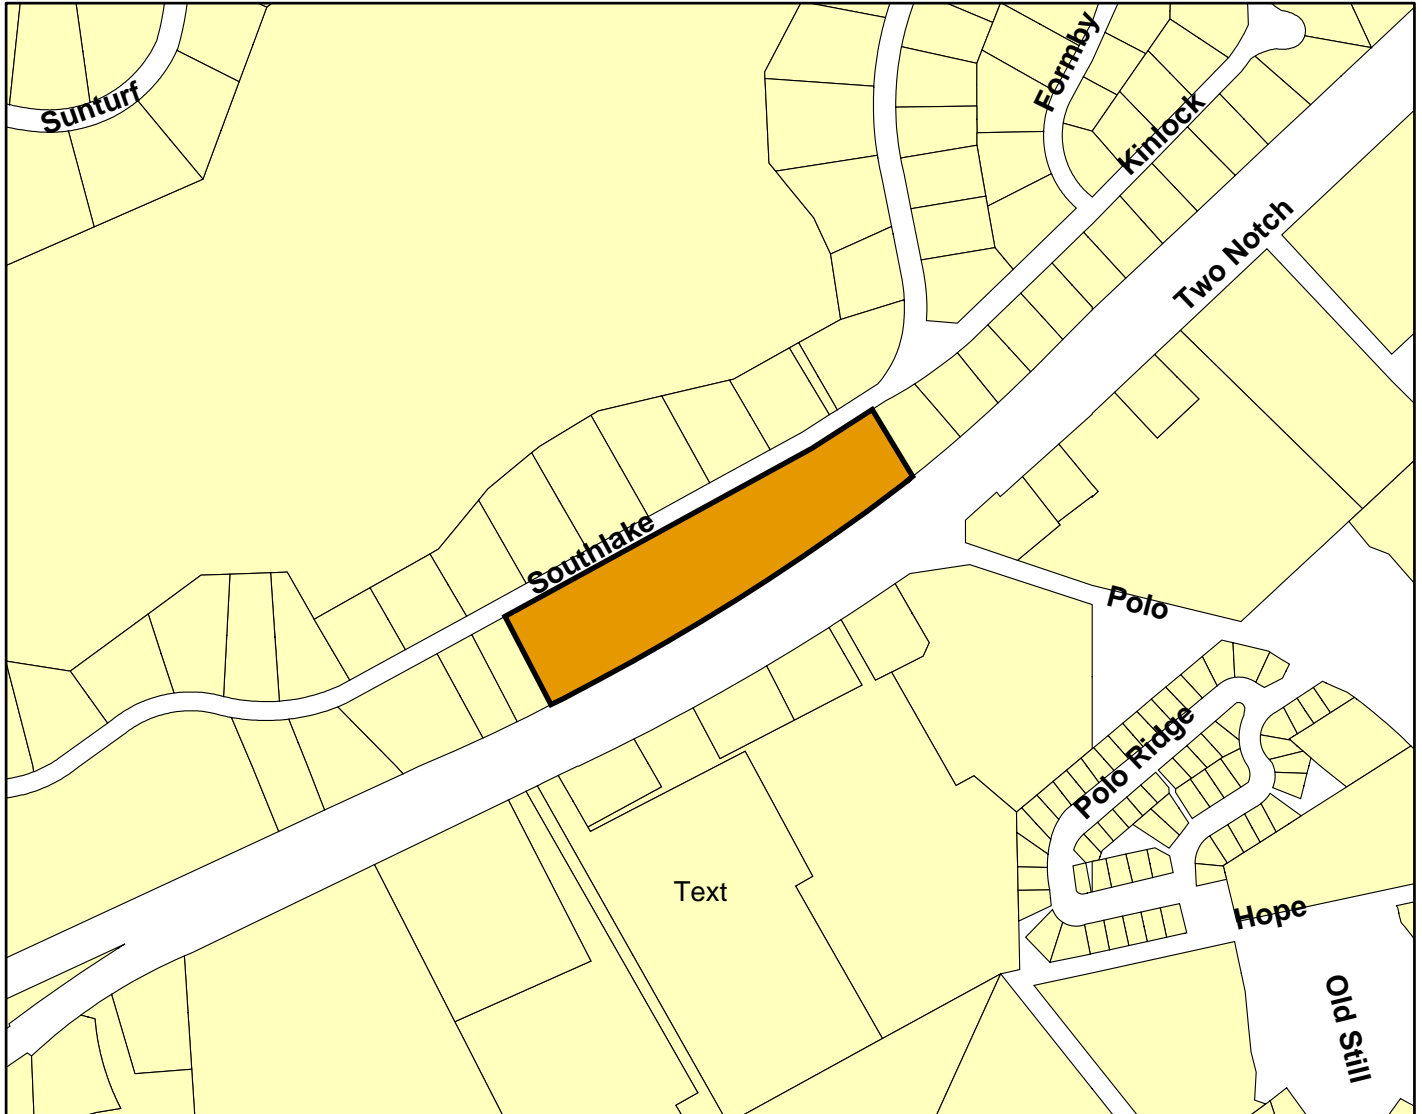 Sunturf
Formby
Kinlock
Two Notch
Southlake
Polo
Polo Ridge
Text
Hope
Old Still